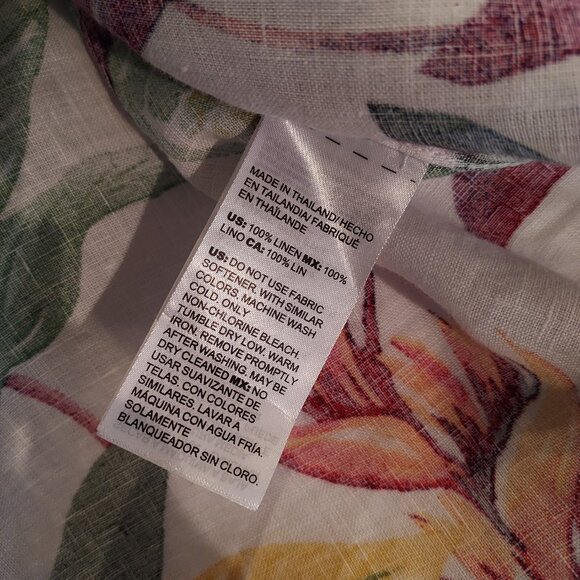 MADE IN THAILAND/ HECHO
EN TAILANDIA/ FABRIQUÉ
EN THAÏLANDE
US: 100% LINEN MX: 100%
LINO CA: 100% LIN
US: DO NOT USE FABRIC
SOFTENER. WITH SIMILAR
COLORS. MACHINE WASH
COLD. ONLY
NON-CHLORINE BLEACH.
TUMBLE DRY LOW. WARM
IRON. REMOVE PROMPTLY
AFTER WASHING. MAY BE
DRY CLEANED MX: NO
USAR SUAVIZANTE DE
TELAS. CON COLORES
SIMILARES. LAVAR A
MÁQUINA CON AGUA FRÍA.
SOLAMENTE
BLANQUEADOR SIN CLORO.